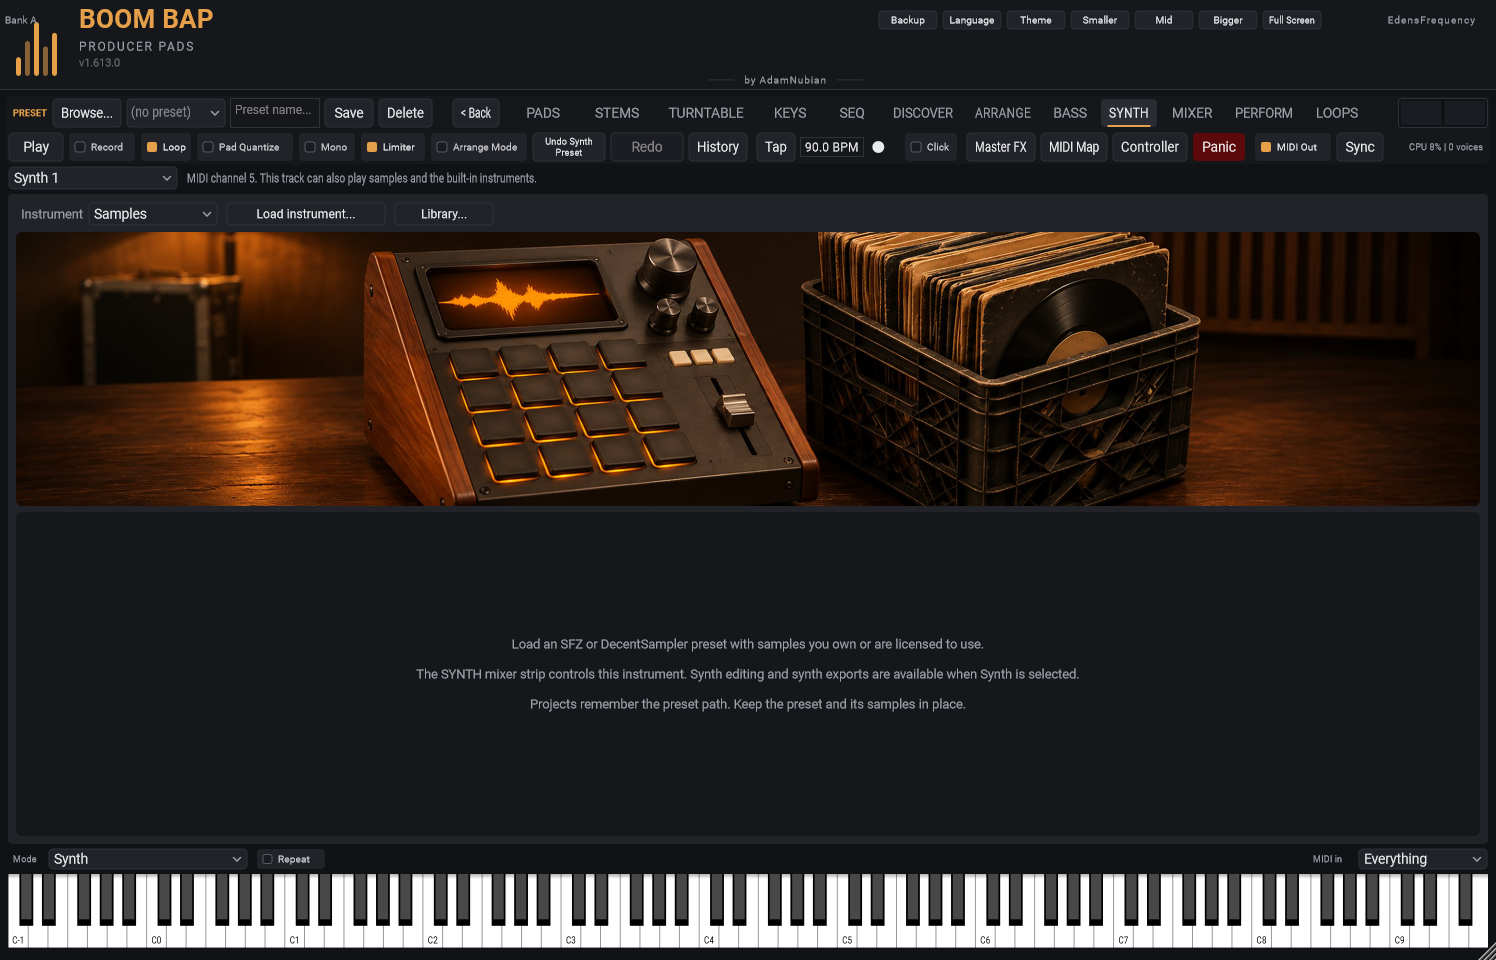 Bank A
BOOM BAP
PRODUCER PADS
v1.613.0
Backup Language Theme Smaller Mid Bigger Full Screen EdensFrequency
by AdamNubian
PRESET Browse... (no preset) Preset name... Save Delete < Back PADS STEMS TURNTABLE KEYS SEQ DISCOVER ARRANGE BASS SYNTH MIXER PERFORM LOOPS
Play Record Loop Pad Quantize Mono Limiter Arrange Mode Undo Synth Preset Redo History Tap 90.0 BPM Click Master FX MIDI Map Controller Panic MIDI Out Sync CPU 8% | 0 voices
Synth 1 MIDI channel 5. This track can also play samples and the built-in instruments.
Instrument Samples Load instrument... Library...
Load an SFZ or DecentSampler preset with samples you own or are licensed to use.
The SYNTH mixer strip controls this instrument. Synth editing and synth exports are available when Synth is selected.
Projects remember the preset path. Keep the preset and its samples in place.
Mode Synth Repeat MIDI in Everything
C-1 C0 C1 C2 C3 C4 C5 C6 C7 C8 C9